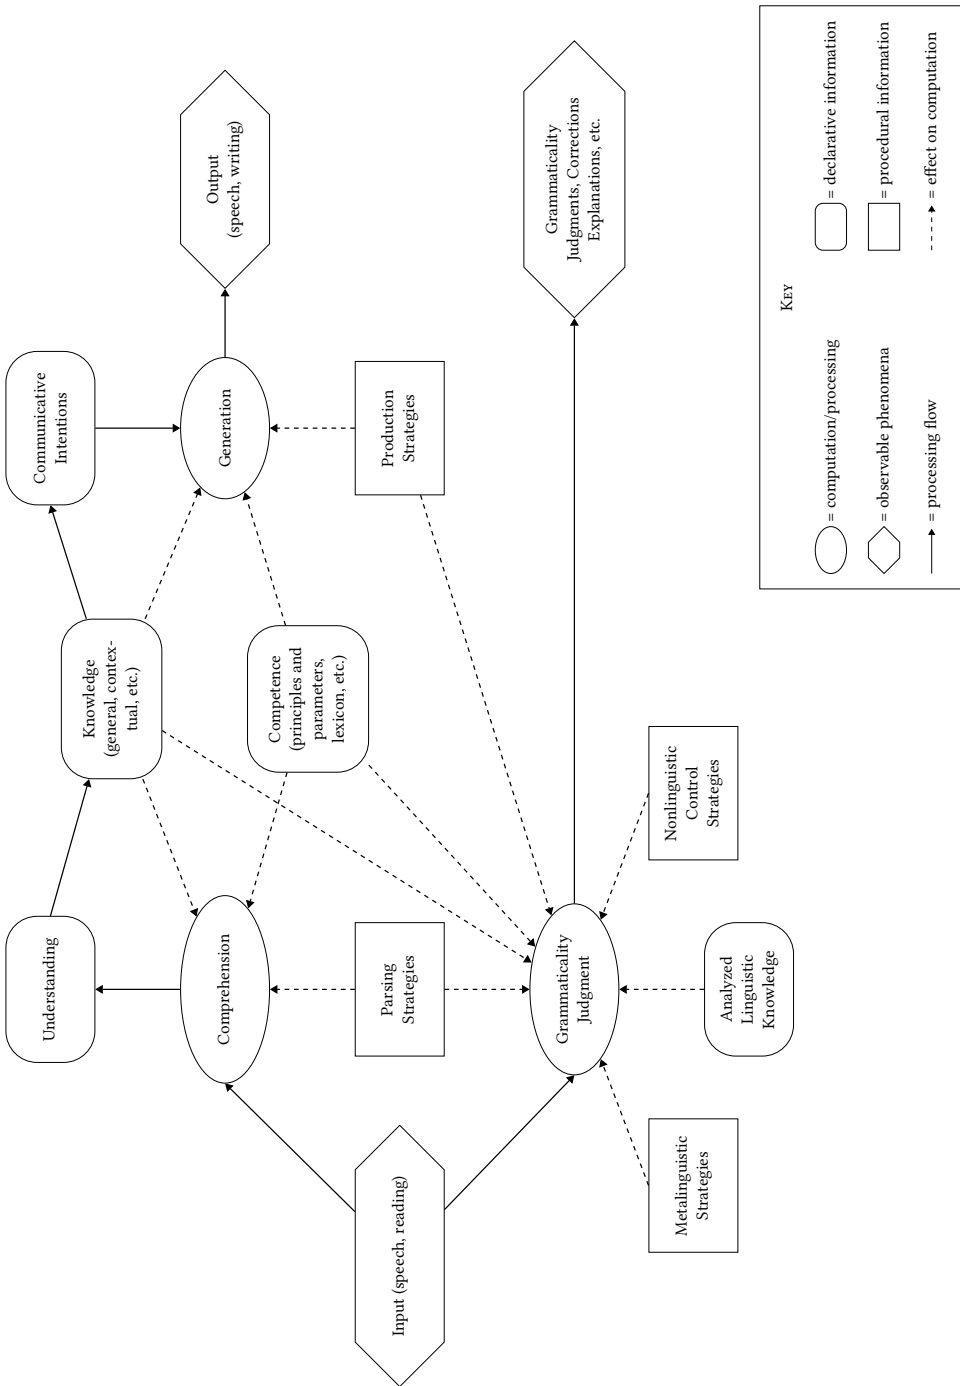 Understanding
Knowledge
(general, contex-
tual, etc.)
Communicative
Intentions
Input (speech, reading)
Comprehension
Competence
(principles and
parameters,
lexicon, etc.)
Generation
Output
(speech, writing)
Parsing
Strategies
Production
Strategies
Grammaticality
Judgment
Grammaticality
Judgments, Corrections
Explanations, etc.
Metalinguistic
Strategies
Analyzed
Linguistic
Knowledge
Nonlinguistic
Control
Strategies
KEY
= computation/processing
= declarative information
= observable phenomena
= procedural information
= processing flow
= effect on computation